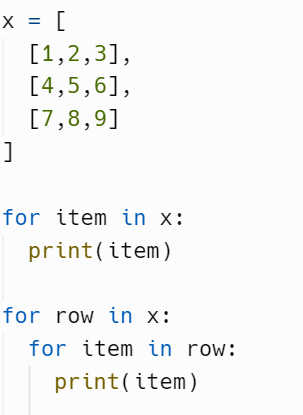 x = [
  [1,2,3],
  [4,5,6],
  [7,8,9]
]

for item in x:
  print(item)

for row in x:
  for item in row:
    print(item)